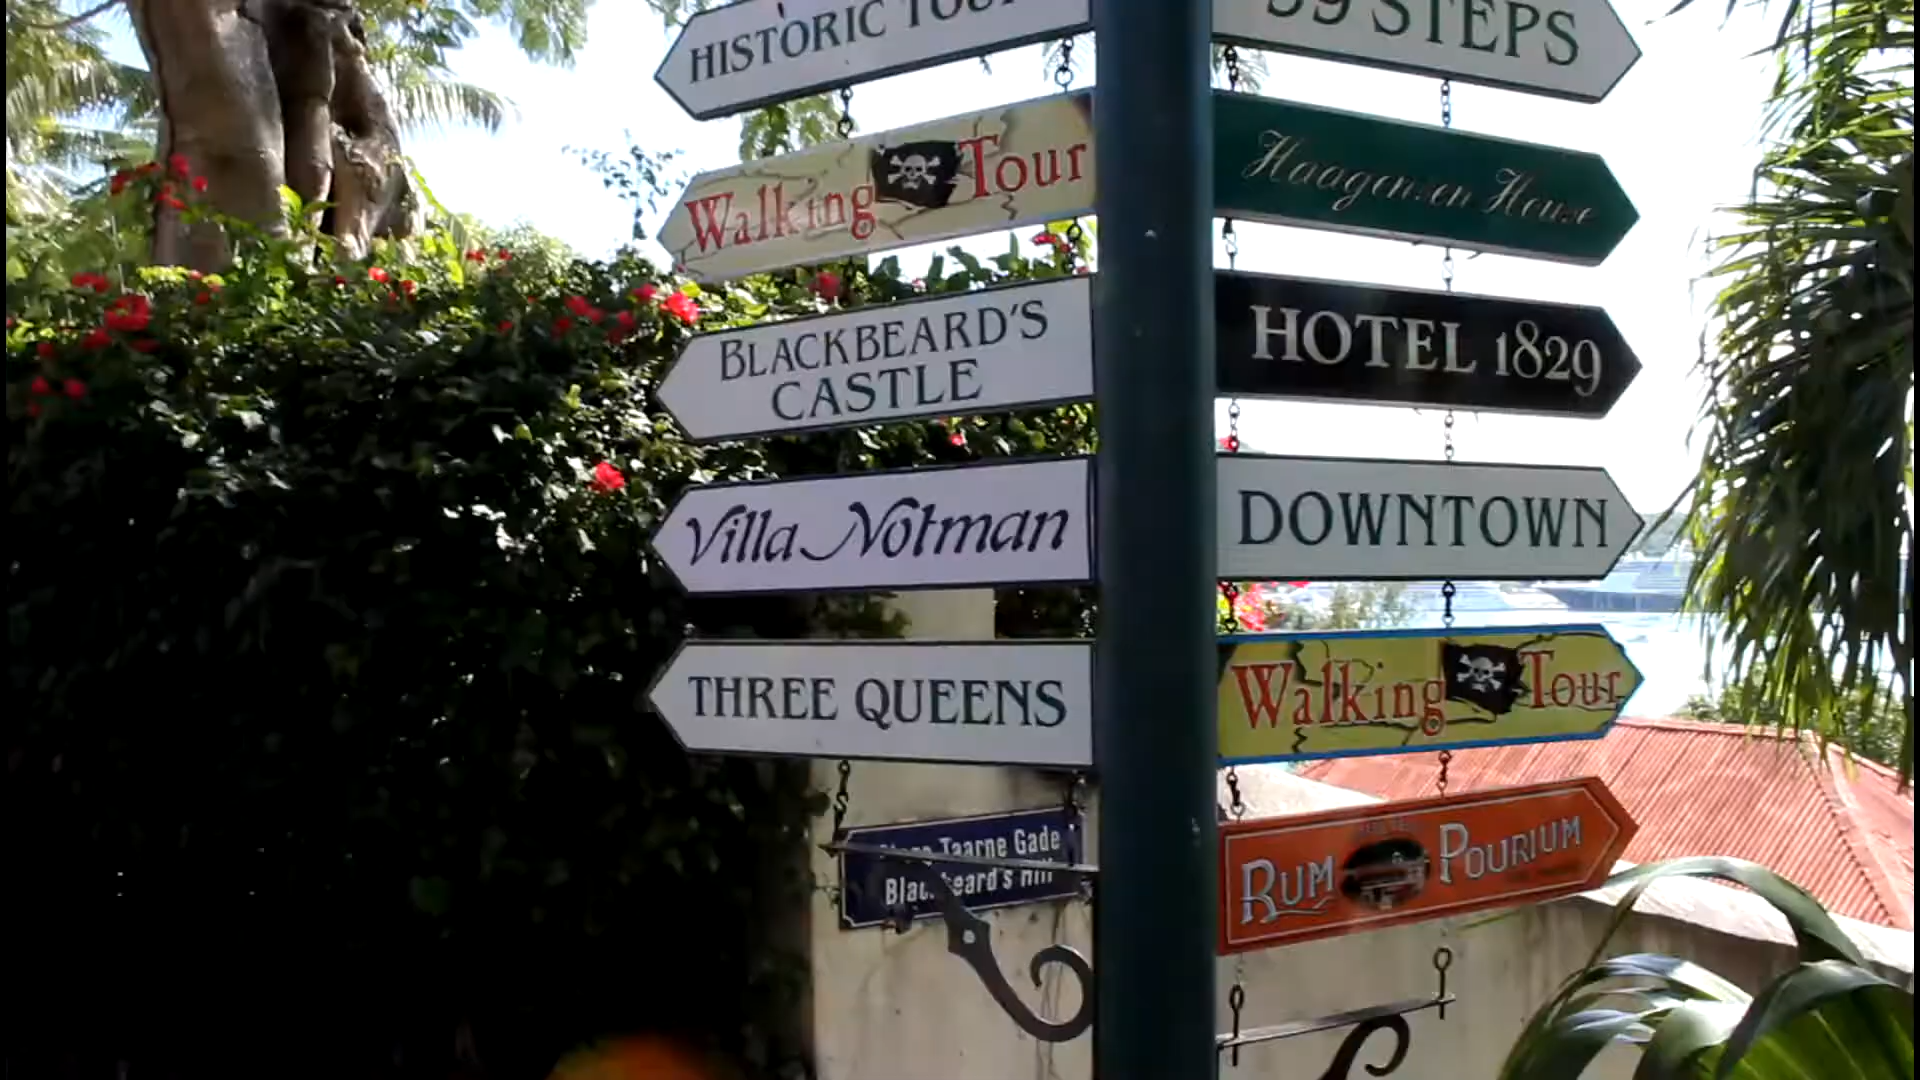 HISTORIC TOUR
Walking Tour
BLACKBEARD'S
CASTLE
Villa Notman
THREE QUEENS
Taarne Gade
Blackbeard's Hill
STEPS
Haagensen House
HOTEL 1829
DOWNTOWN
Walking Tour
RUM POURIUM